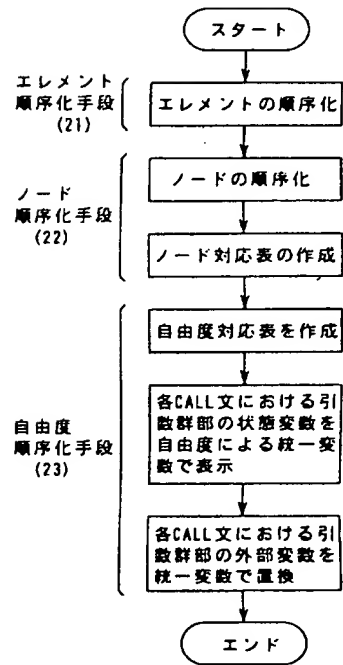 スタート
エレメント
順序化手段
(21)
エレメントの順序化
ノード
順序化手段
(22)
ノードの順序化
ノード対応表の作成
自由度
順序化手段
(23)
自由度対応表を作成
各CALL文における引
数群部の状態変数を
自由度による統一変
数で表示
各CALL文における引
数群部の外部変数を
統一変数で置換
エンド